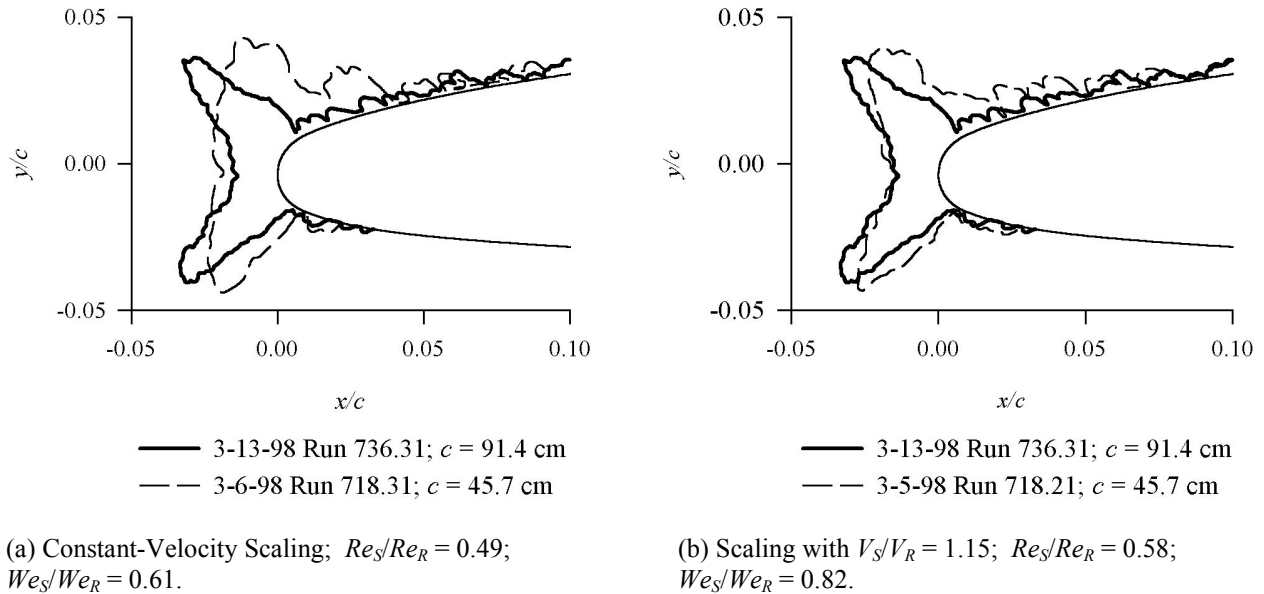 0.05
0.00
-0.05
y/c
-0.05
0.00
0.05
0.10
x/c
3-13-98 Run 736.31; c = 91.4 cm
3-6-98 Run 718.31; c = 45.7 cm
(a) Constant-Velocity Scaling; Re_S/Re_R = 0.49;
We_S/We_R = 0.61.
0.05
0.00
-0.05
y/c
-0.05
0.00
0.05
0.10
x/c
3-13-98 Run 736.31; c = 91.4 cm
3-5-98 Run 718.21; c = 45.7 cm
(b) Scaling with V_S/V_R = 1.15; Re_S/Re_R = 0.58;
We_S/We_R = 0.82.